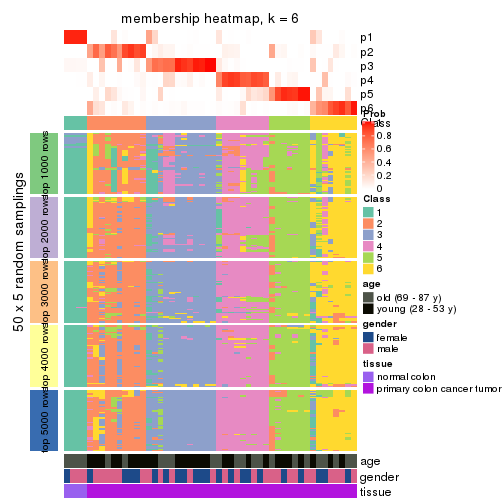 membership heatmap, k = 6
p1
p2
p3
p4
p5
p6
50 x 5 random samplings
top 1000 rows
top 2000 rows
top 3000 rows
top 4000 rows
top 5000 rows
Class
Prob
1
0.8
0.6
0.4
0.2
0
Class
1
2
3
4
5
6
age
old (69 - 87 y)
young (28 - 53 y)
gender
female
male
tissue
normal colon
primary colon cancer tumor
age
gender
tissue